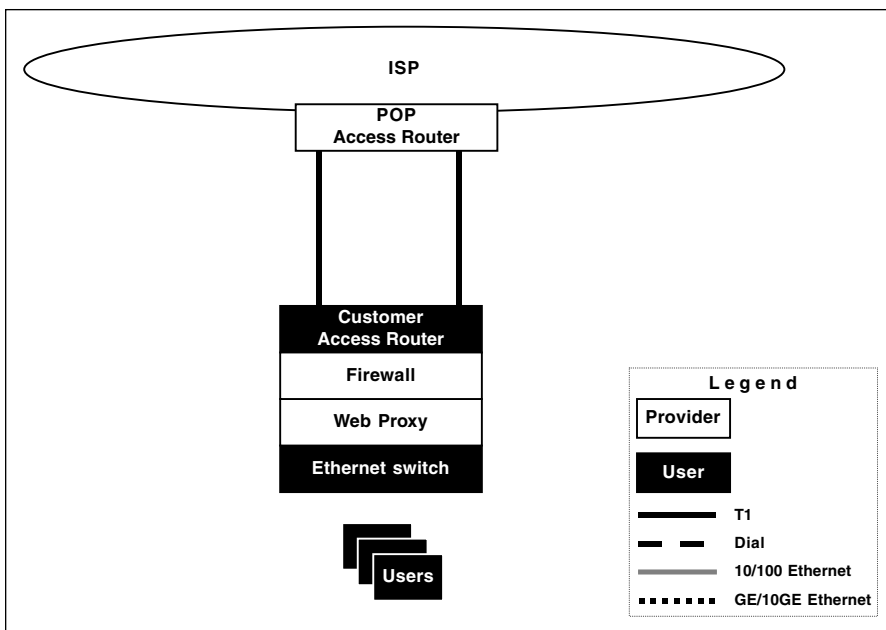 ISP
POP
Access Router
Customer
Access Router
Firewall
Web Proxy
Ethernet switch
Users
Legend
Provider
User
T1
Dial
10/100 Ethernet
GE/10GE Ethernet